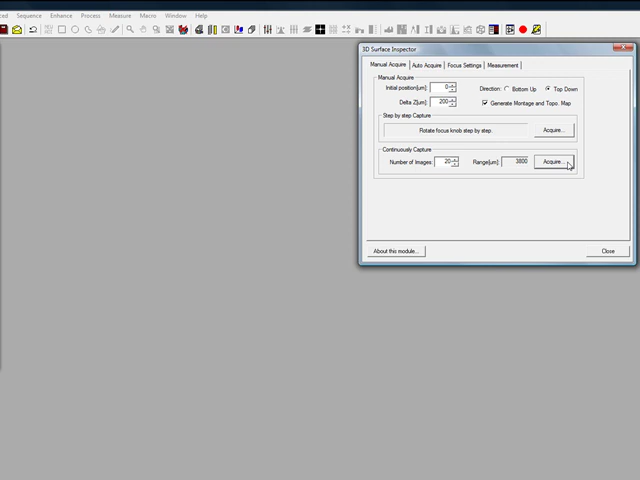 ced Sequence Enhance Process Measure Macro Window Help
3D Surface Inspector
Manual Acquire Auto Acquire Focus Settings Measurement
Manual Acquire
Initial position[um]: 0 Direction: Bottom Up Top Down
Delta Z[um]: 200 Generate Montage and Topo. Map
Step by step Capture
Rotate focus knob step by step. Acquire...
Continuously Capture
Number of Images: 20 Range[um]: 3800 Acquire...
About this module... Close